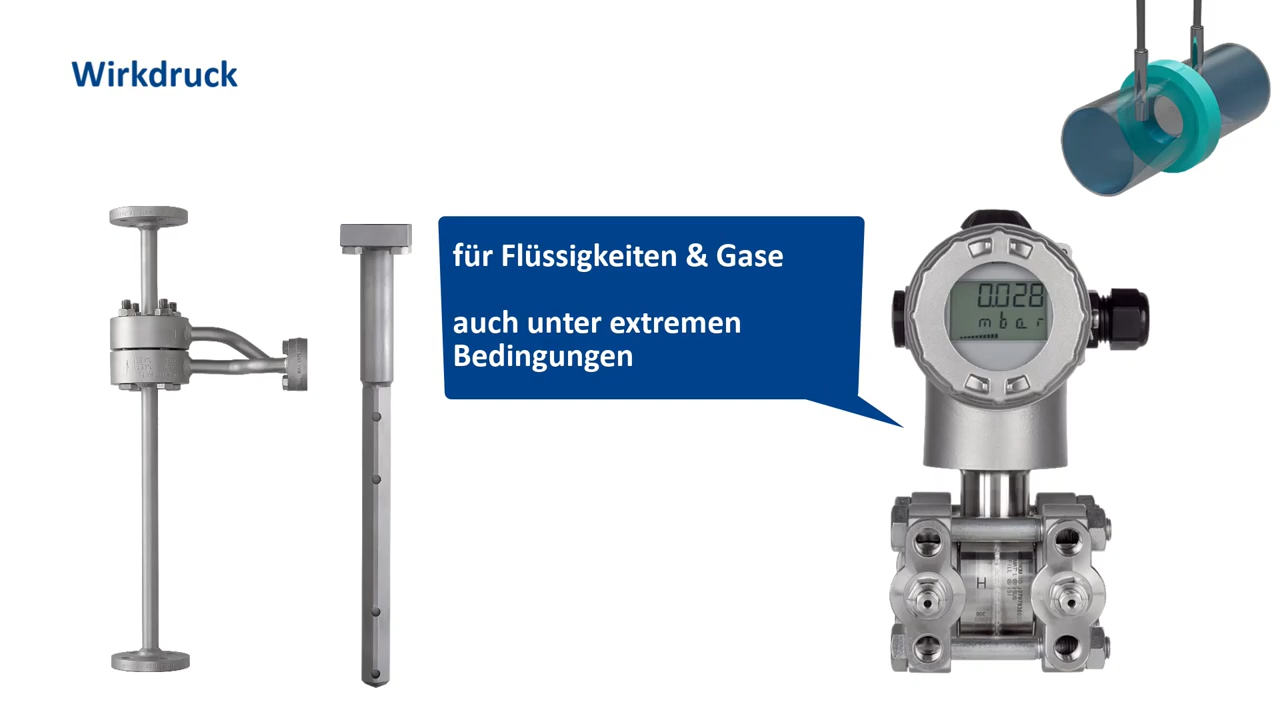 Wirkdruck
für Flüssigkeiten & Gase
auch unter extremen
Bedingungen
0.028
mbar
H